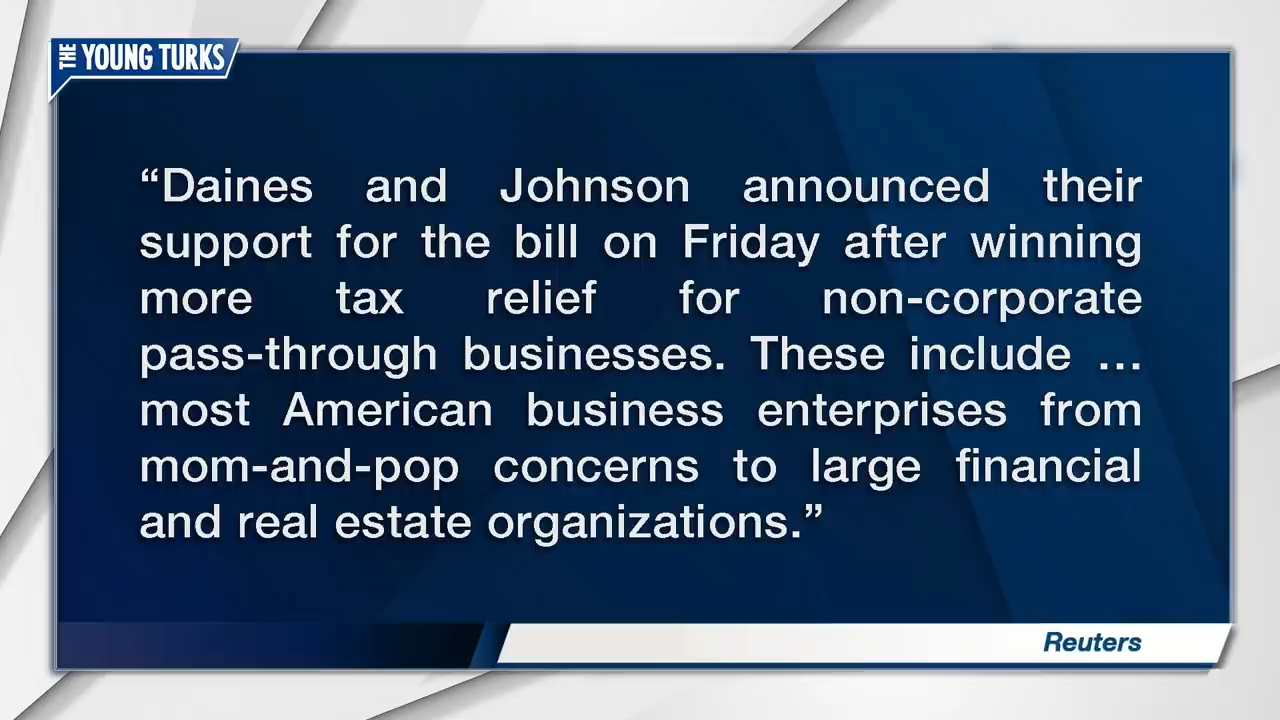 THE YOUNG TURKS
“Daines and Johnson announced their
support for the bill on Friday after winning
more tax relief for non-corporate
pass-through businesses. These include ...
most American business enterprises from
mom-and-pop concerns to large financial
and real estate organizations.”
Reuters